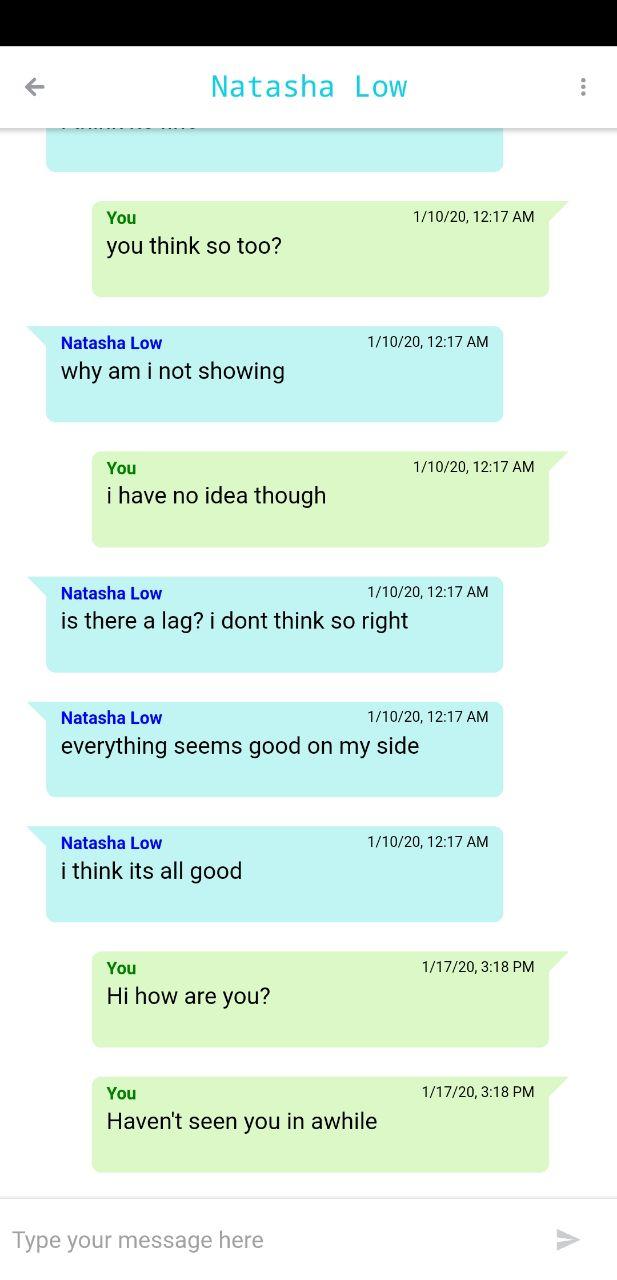 Natasha Low
You 1/10/20, 12:17 AM
you think so too?
Natasha Low 1/10/20, 12:17 AM
why am i not showing
You 1/10/20, 12:17 AM
i have no idea though
Natasha Low 1/10/20, 12:17 AM
is there a lag? i dont think so right
Natasha Low 1/10/20, 12:17 AM
everything seems good on my side
Natasha Low 1/10/20, 12:17 AM
i think its all good
You 1/17/20, 3:18 PM
Hi how are you?
You 1/17/20, 3:18 PM
Haven't seen you in awhile
Type your message here